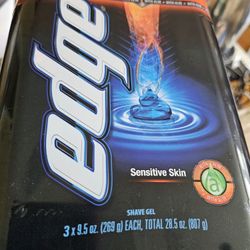 edge
Sensitive Skin
SHAVE GEL
3 x 9.5 oz. (269 g) EACH, TOTAL 28.5 oz. (807 g)